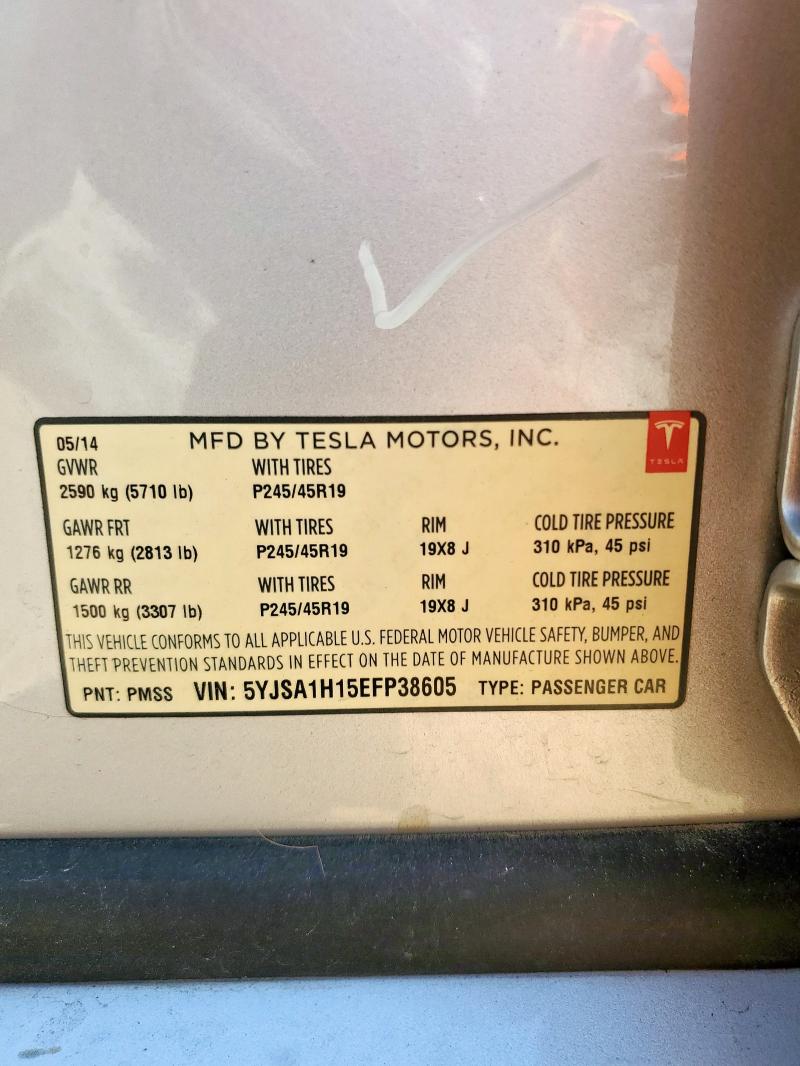 05/14 MFD BY TESLA MOTORS, INC.
TESLA
GVWR WITH TIRES
2590 kg (5710 lb) P245/45R19
GAWR FRT WITH TIRES RIM COLD TIRE PRESSURE
1276 kg (2813 lb) P245/45R19 19X8 J 310 kPa, 45 psi
GAWR RR WITH TIRES RIM COLD TIRE PRESSURE
1500 kg (3307 lb) P245/45R19 19X8 J 310 kPa, 45 psi
THIS VEHICLE CONFORMS TO ALL APPLICABLE U.S. FEDERAL MOTOR VEHICLE SAFETY, BUMPER, AND
THEFT PREVENTION STANDARDS IN EFFECT ON THE DATE OF MANUFACTURE SHOWN ABOVE.
PNT: PMSS VIN: 5YJSA1H15EFP38605 TYPE: PASSENGER CAR